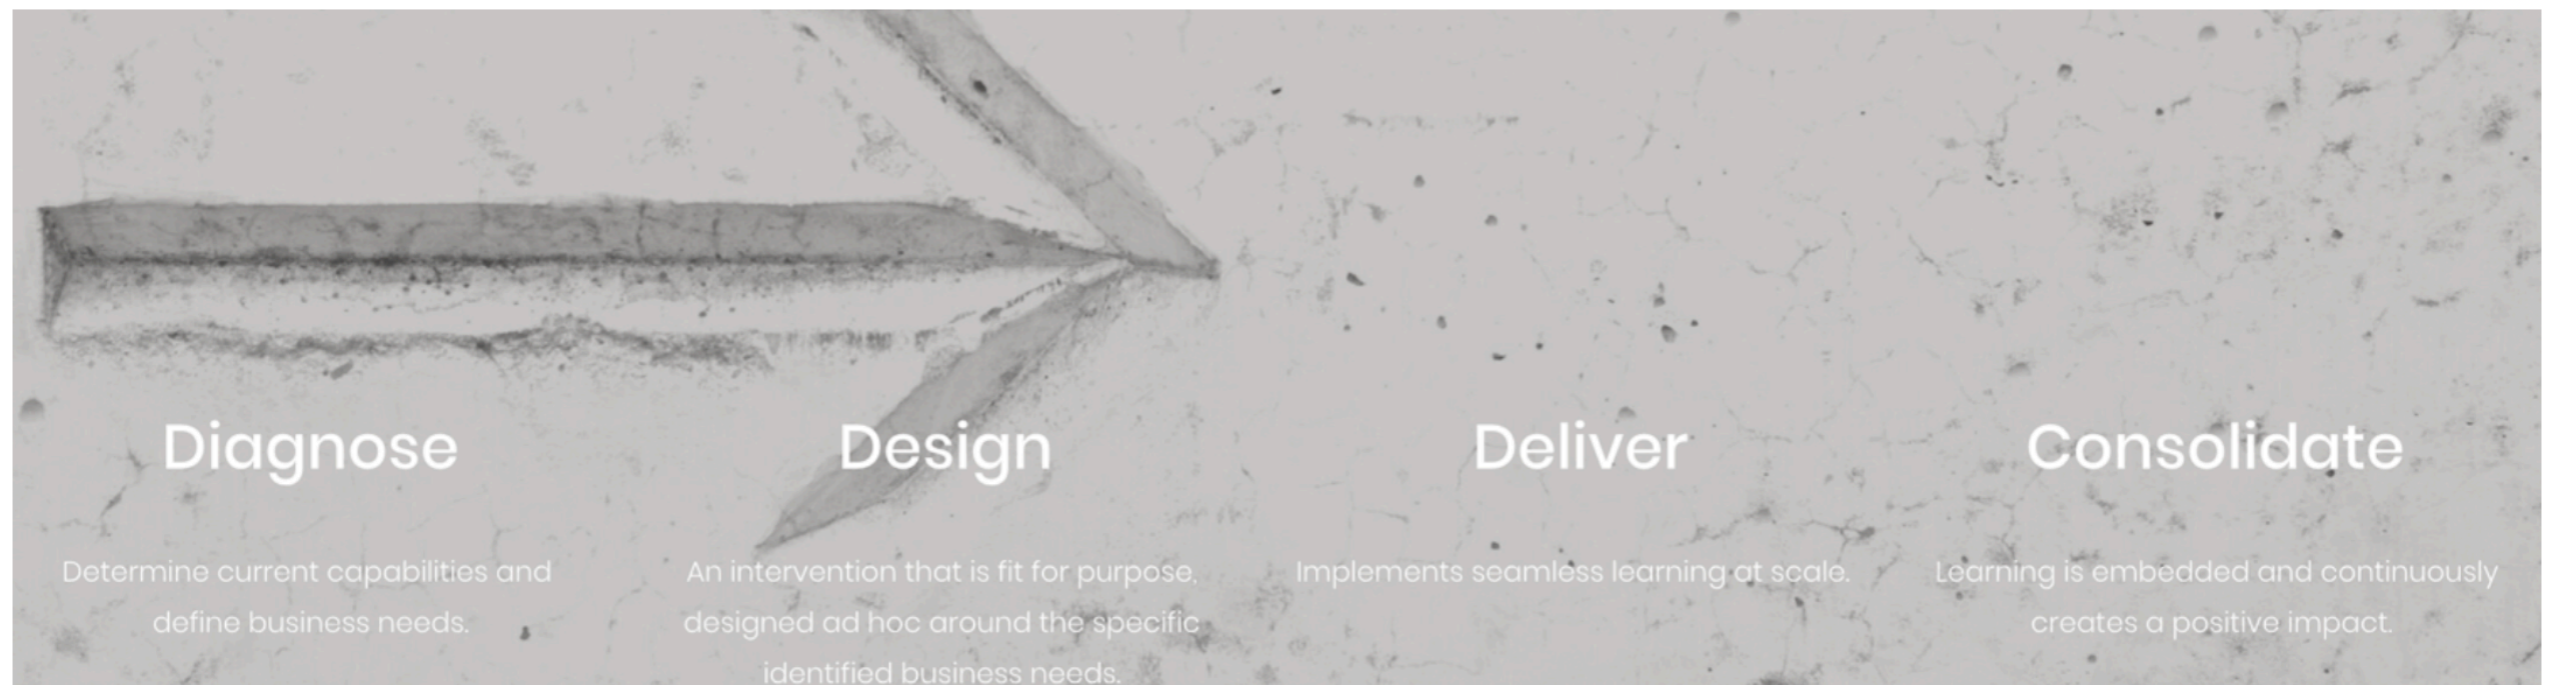 Diagnose
Determine current capabilities and
define business needs.
Design
An intervention that is fit for purpose,
designed ad hoc around the specific
identified business needs.
Deliver
Implements seamless learning at scale.
Consolidate
Learning is embedded and continuously
creates a positive impact.